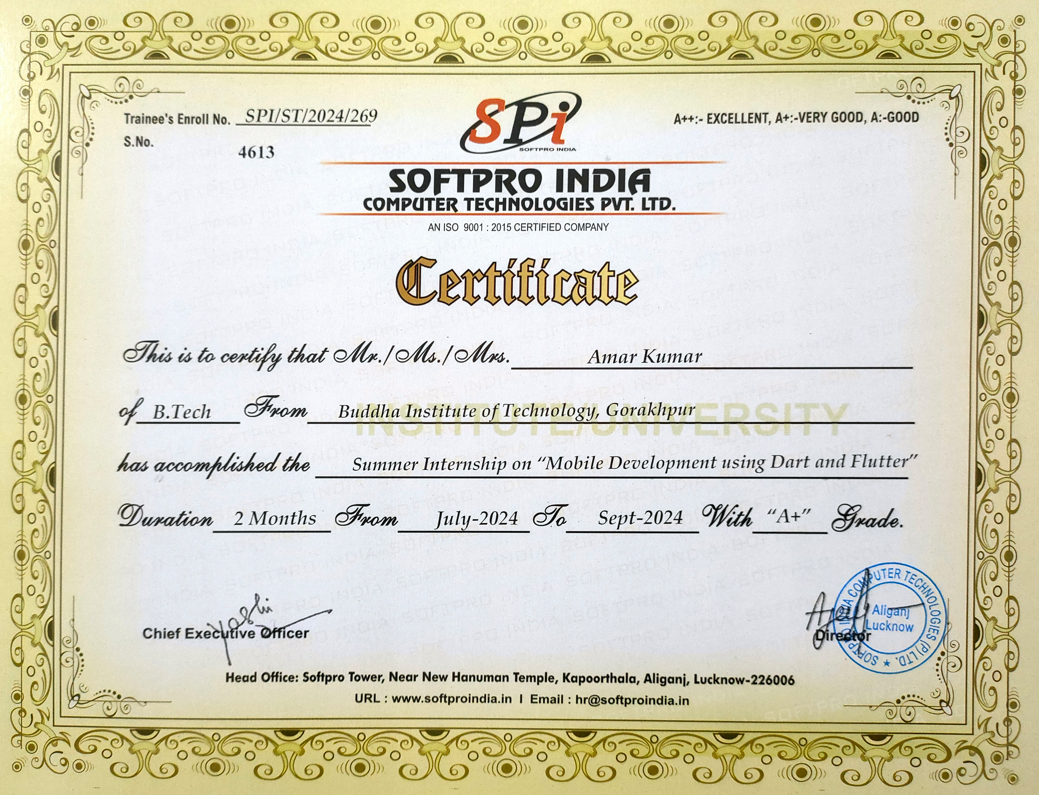 Trainee's Enroll No. SPI/ST/2024/269
S.No. 4613
A++:- EXCELLENT, A+:-VERY GOOD, A:-GOOD
SPi
SOFTPRO INDIA
SOFTPRO INDIA
COMPUTER TECHNOLOGIES PVT. LTD.
AN ISO 9001 : 2015 CERTIFIED COMPANY
Certificate
This is to certify that Mr./Ms./Mrs. Amar Kumar
of B.Tech From Buddha Institute of Technology, Gorakhpur
INSTITUTE/UNIVERSITY
has accomplished the Summer Internship on “Mobile Development using Dart and Flutter”
Duration 2 Months From July-2024 To Sept-2024 With “A+” Grade.
Chief Executive Officer
Director
SOFTPRO INDIA COMPUTER TECHNOLOGIES (P) LTD.
Aliganj
Lucknow
Head Office: Softpro Tower, Near New Hanuman Temple, Kapoorthala, Aliganj, Lucknow-226006
URL : www.softproindia.in I Email : hr@softproindia.in